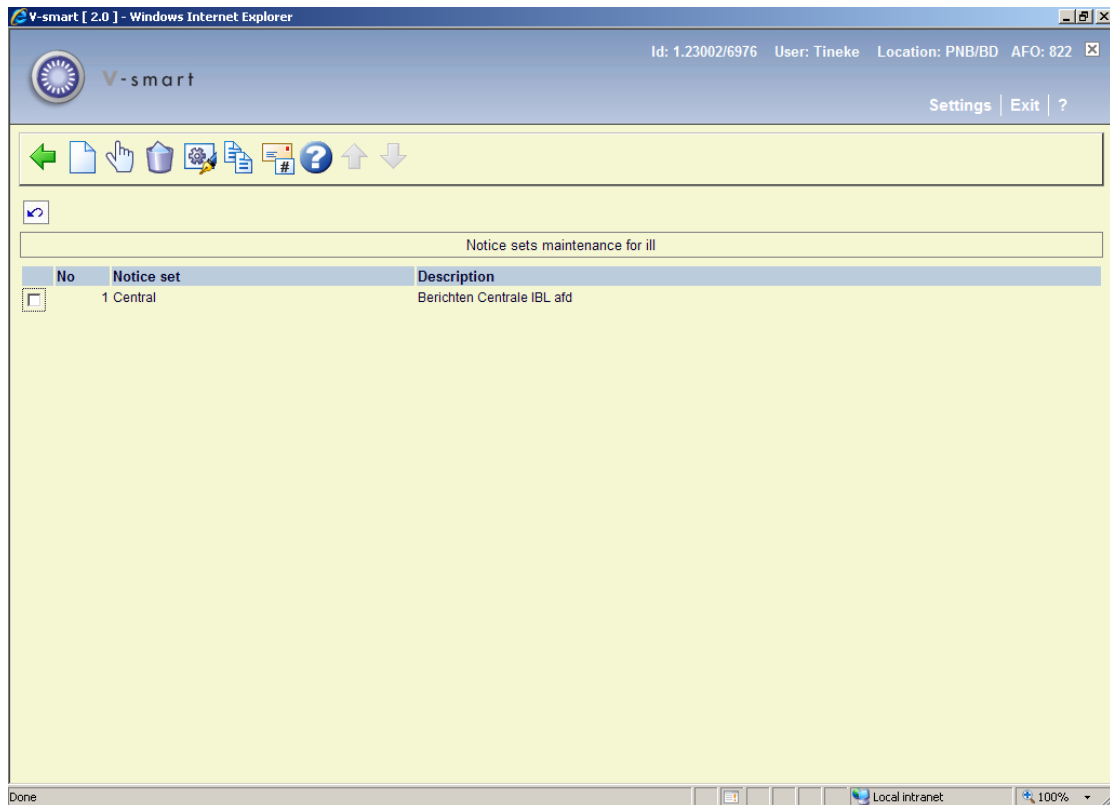 V-smart [ 2.0 ] - Windows Internet Explorer
Id: 1.23002/6976 User: Tineke Location: PNB/BD AFO: 822
V-smart
Settings Exit ?
#
?
Notice sets maintenance for ill
No Notice set Description
1 Central Berichten Centrale IBL afd
Done Local intranet 100%